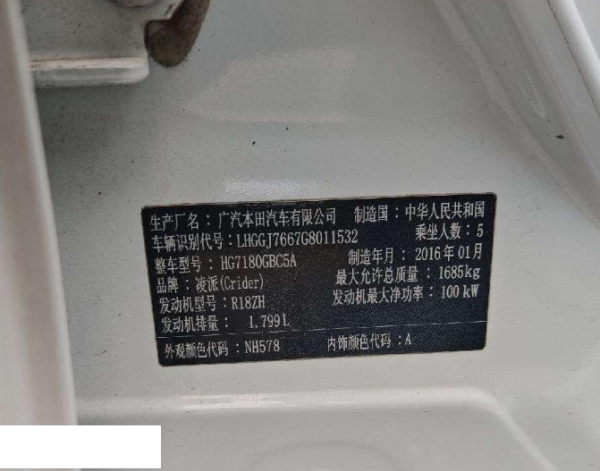 生产厂名：广汽本田汽车有限公司 制造国：中华人民共和国
车辆识别代号：LHGGJ7667G8011532 乘坐人数：5
整车型号：HG7180GBC5A 制造年月：2016年01月
品牌：凌派(Crider) 最大允许总质量：1685kg
发动机型号：R18ZH 发动机最大净功率：100kW
发动机排量：1.799L
外观颜色代码：NH578 内饰颜色代码：A